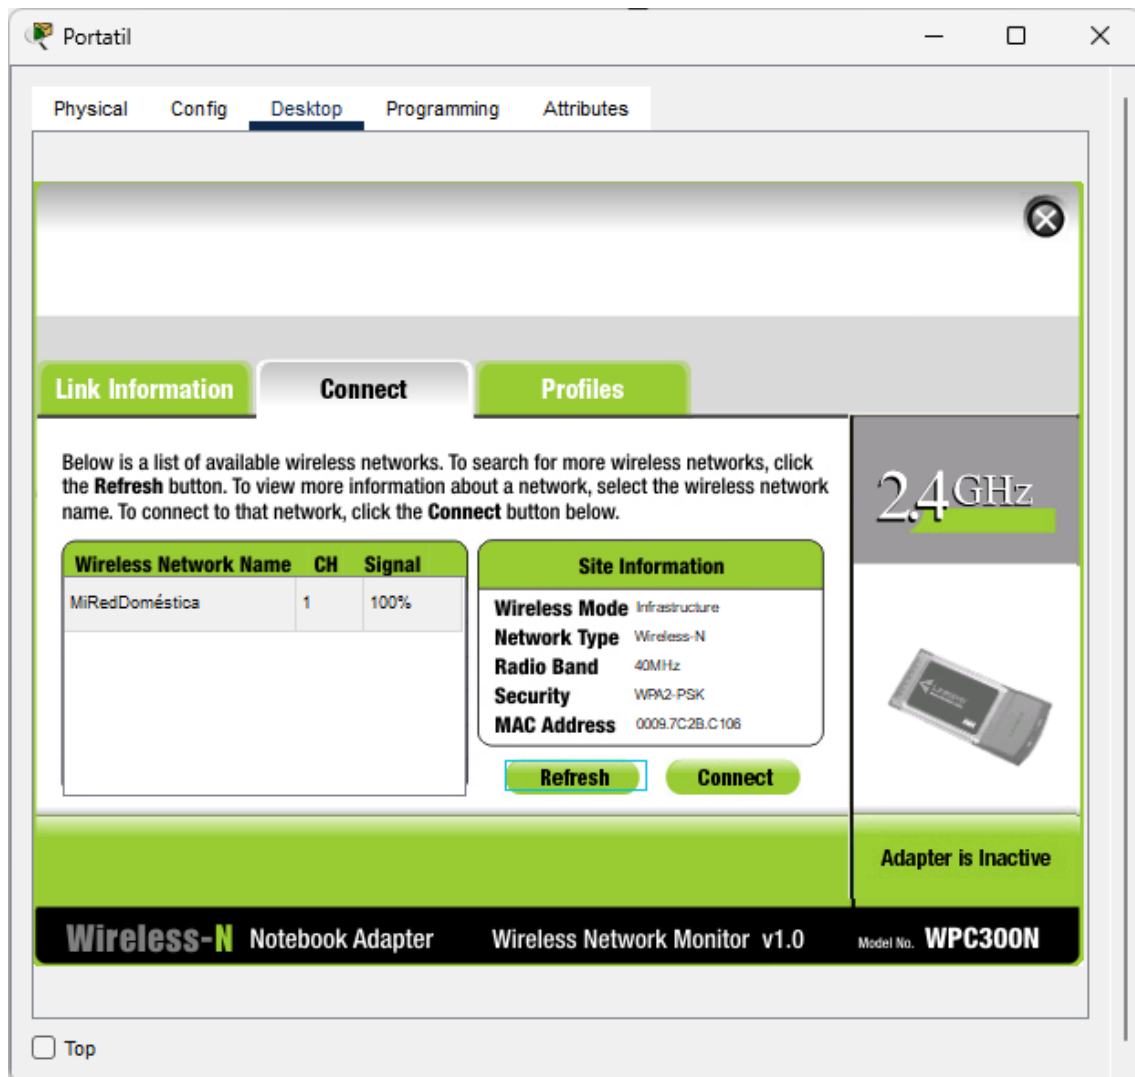 Portatil
Physical Config Desktop Programming Attributes
Link Information Connect Profiles
Below is a list of available wireless networks. To search for more wireless networks, click
the Refresh button. To view more information about a network, select the wireless network
name. To connect to that network, click the Connect button below.
2.4GHz
Wireless Network Name CH Signal
MiRedDoméstica 1 100%
Site Information
Wireless Mode Infrastructure
Network Type Wireless-N
Radio Band 40MHz
Security WPA2-PSK
MAC Address 0009.7C2B.C106
Refresh Connect
Adapter is Inactive
Wireless-N Notebook Adapter Wireless Network Monitor v1.0 Model No. WPC300N
Top